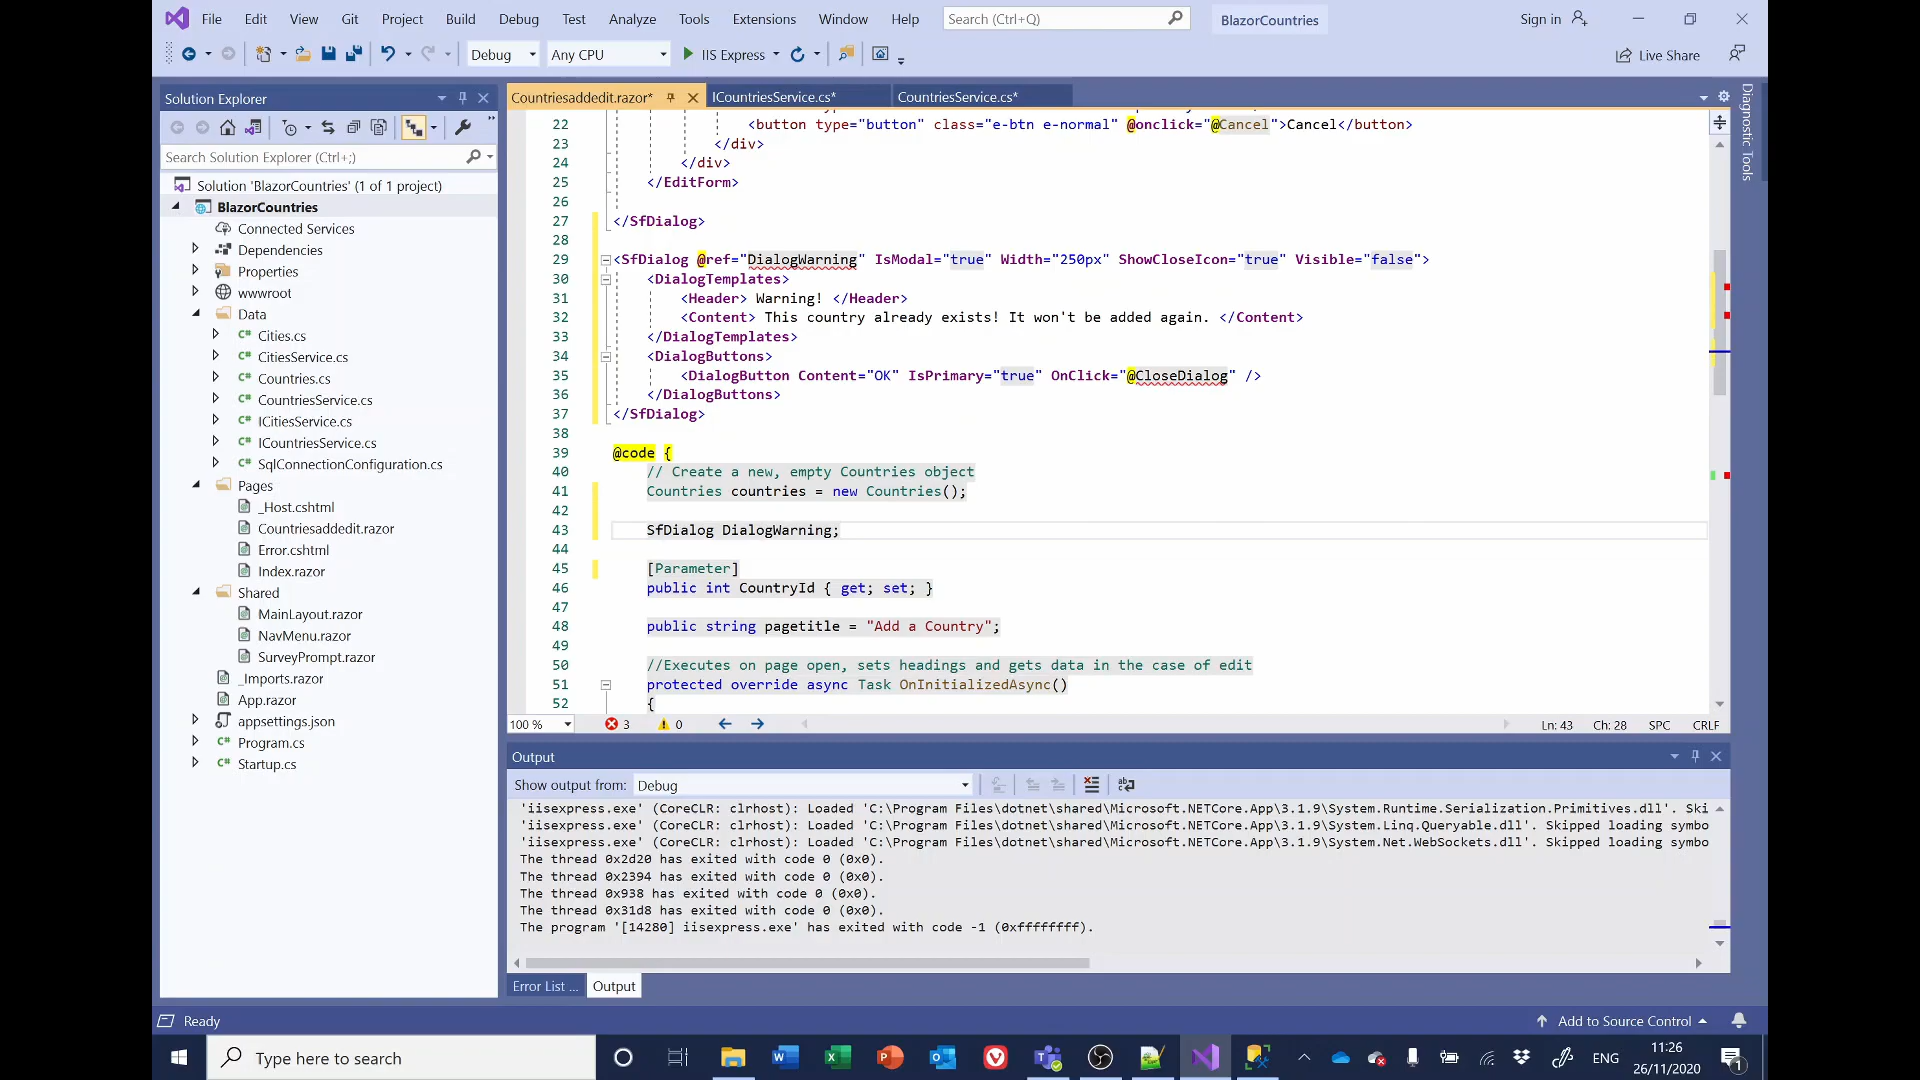 File Edit View Git Project Build Debug Test Analyze Tools Extensions Window Help Search (Ctrl+Q) BlazorCountries Sign in
Debug Any CPU IIS Express Live Share
Solution Explorer
Search Solution Explorer (Ctrl+;)
Solution 'BlazorCountries' (1 of 1 project)
BlazorCountries
Connected Services
Dependencies
Properties
wwwroot
Data
C# Cities.cs
C# CitiesService.cs
C# Countries.cs
C# CountriesService.cs
C# ICitiesService.cs
C# ICountriesService.cs
C# SqlConnectionConfiguration.cs
Pages
_Host.cshtml
Countriesaddedit.razor
Error.cshtml
Index.razor
Shared
MainLayout.razor
NavMenu.razor
SurveyPrompt.razor
_Imports.razor
App.razor
appsettings.json
C# Program.cs
C# Startup.cs
Countriesaddedit.razor* ICountriesService.cs* CountriesService.cs*
22 <button type="button" class="e-btn e-normal" @onclick="@Cancel">Cancel</button>
23 </div>
24 </div>
25 </EditForm>
26
27 </SfDialog>
28
29 <SfDialog @ref="DialogWarning" IsModal="true" Width="250px" ShowCloseIcon="true" Visible="false">
30 <DialogTemplates>
31 <Header> Warning! </Header>
32 <Content> This country already exists! It won't be added again. </Content>
33 </DialogTemplates>
34 <DialogButtons>
35 <DialogButton Content="OK" IsPrimary="true" OnClick="@CloseDialog" />
36 </DialogButtons>
37 </SfDialog>
38
39 @code {
40 // Create a new, empty Countries object
41 Countries countries = new Countries();
42
43 SfDialog DialogWarning;
44
45 [Parameter]
46 public int CountryId { get; set; }
47
48 public string pagetitle = "Add a Country";
49
50 //Executes on page open, sets headings and gets data in the case of edit
51 protected override async Task OnInitializedAsync()
52 {
100 % 3 0 Ln: 43 Ch: 28 SPC CRLF
Diagnostic Tools
Output
Show output from: Debug
'iisexpress.exe' (CoreCLR: clrhost): Loaded 'C:\Program Files\dotnet\shared\Microsoft.NETCore.App\3.1.9\System.Runtime.Serialization.Primitives.dll'. Ski
'iisexpress.exe' (CoreCLR: clrhost): Loaded 'C:\Program Files\dotnet\shared\Microsoft.NETCore.App\3.1.9\System.Linq.Queryable.dll'. Skipped loading symbo
'iisexpress.exe' (CoreCLR: clrhost): Loaded 'C:\Program Files\dotnet\shared\Microsoft.NETCore.App\3.1.9\System.Net.WebSockets.dll'. Skipped loading symbo
The thread 0x2d20 has exited with code 0 (0x0).
The thread 0x2394 has exited with code 0 (0x0).
The thread 0x938 has exited with code 0 (0x0).
The thread 0x31d8 has exited with code 0 (0x0).
The program '[14280] iisexpress.exe' has exited with code -1 (0xffffffff).
Error List ... Output
Ready Add to Source Control
Type here to search ENG 11:26
26/11/2020